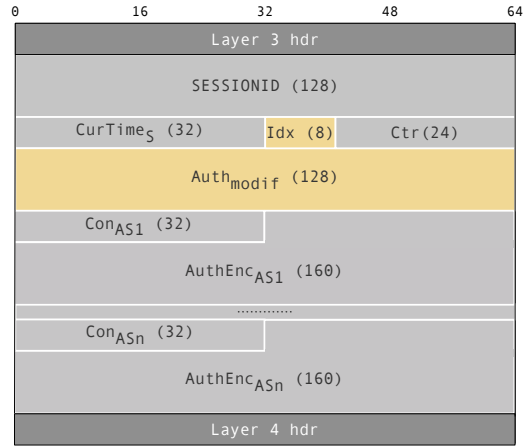 0 16 32 48 64
Layer 3 hdr
SESSIONID (128)
CurTimeS (32) Idx (8) Ctr(24)
Authmodif (128)
ConAS1 (32)
AuthEncAS1 (160)
.............
ConASn (32)
AuthEncASn (160)
Layer 4 hdr